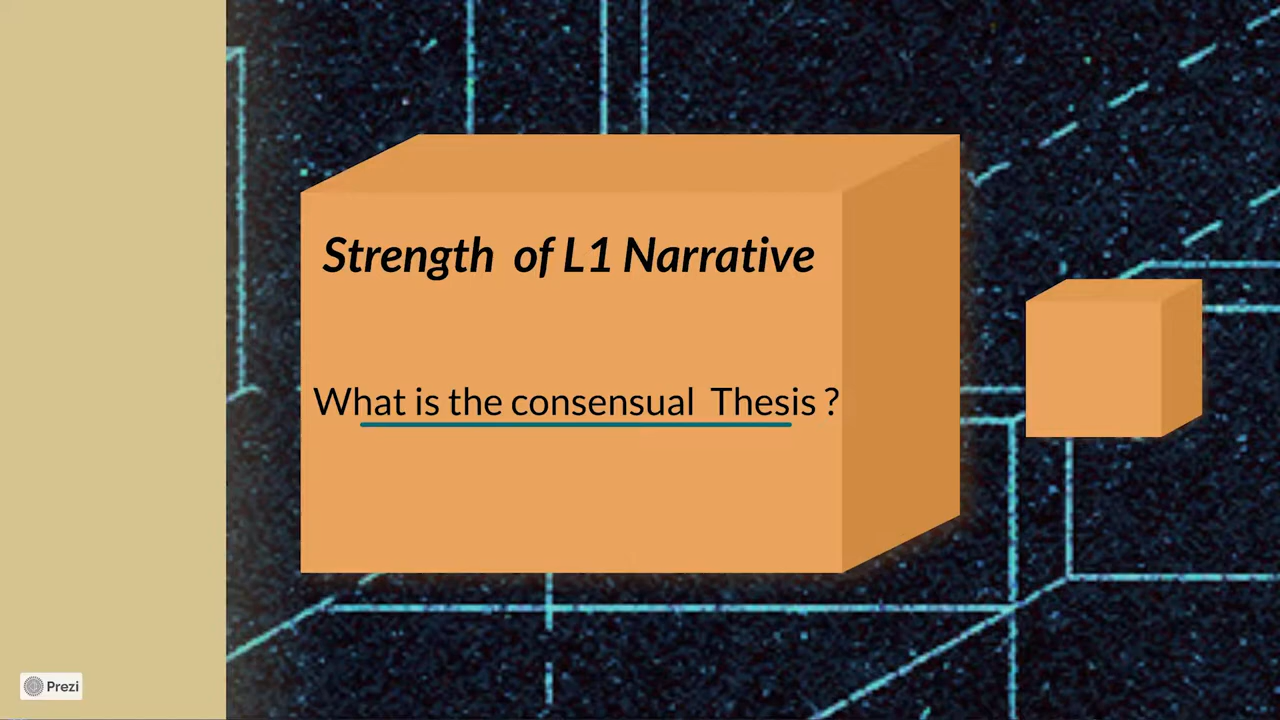 Strength of L1 Narrative
What is the consensual Thesis ?
Prezi